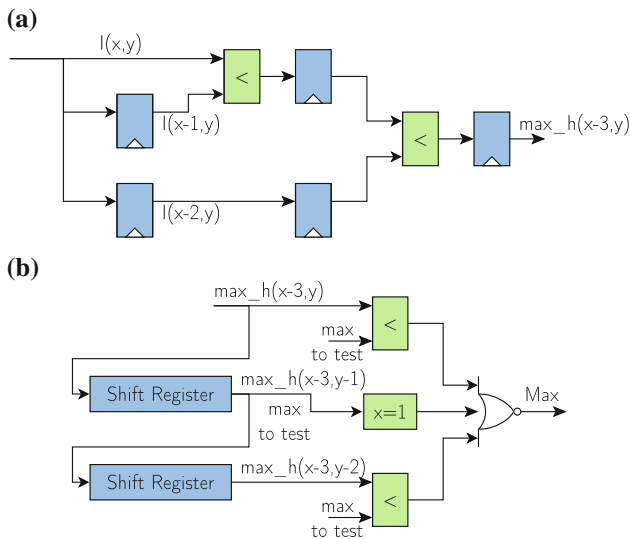 (a)
I(x,y)
<
I(x-1,y)
<
max_h(x-3,y)
I(x-2,y)
(b)
max_h(x-3,y)
<
max
to test
Shift Register
max_h(x-3,y-1)
max
to test
x=1
Max
Shift Register
max_h(x-3,y-2)
<
max
to test